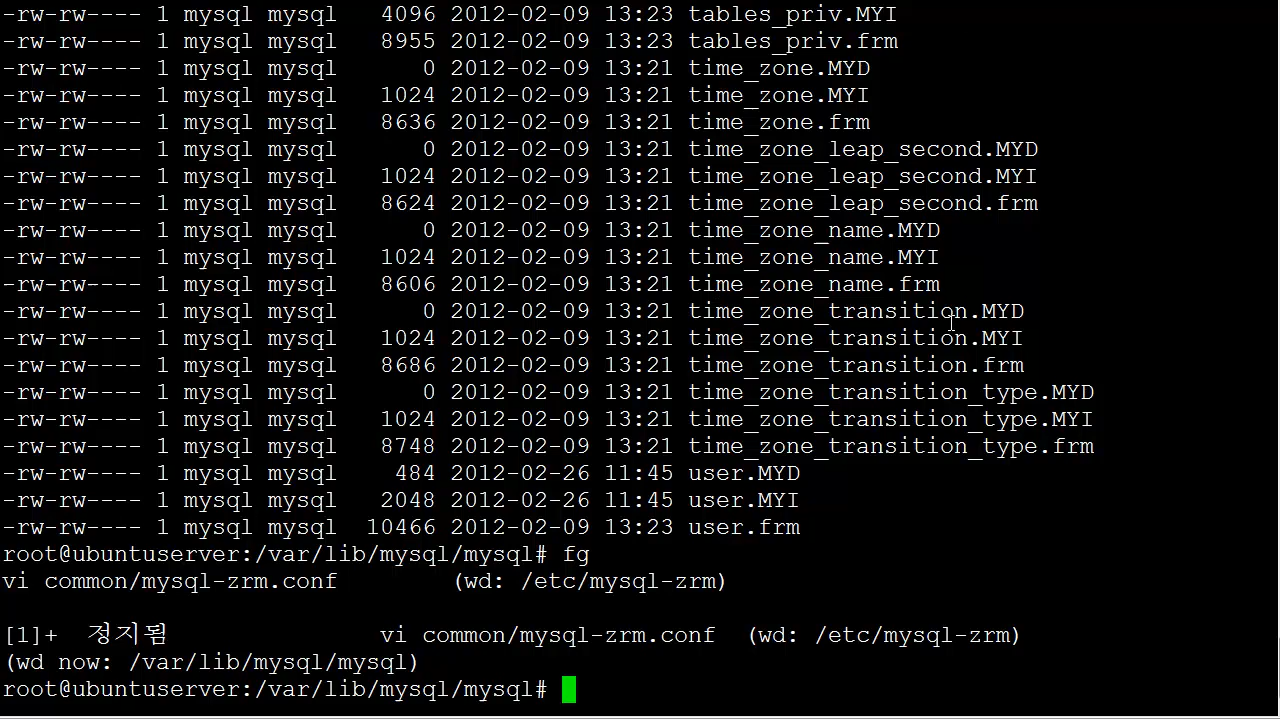 -rw-rw---- 1 mysql mysql   4096 2012-02-09 13:23 tables_priv.MYI
-rw-rw---- 1 mysql mysql   8955 2012-02-09 13:23 tables_priv.frm
-rw-rw---- 1 mysql mysql      0 2012-02-09 13:21 time_zone.MYD
-rw-rw---- 1 mysql mysql   1024 2012-02-09 13:21 time_zone.MYI
-rw-rw---- 1 mysql mysql   8636 2012-02-09 13:21 time_zone.frm
-rw-rw---- 1 mysql mysql      0 2012-02-09 13:21 time_zone_leap_second.MYD
-rw-rw---- 1 mysql mysql   1024 2012-02-09 13:21 time_zone_leap_second.MYI
-rw-rw---- 1 mysql mysql   8624 2012-02-09 13:21 time_zone_leap_second.frm
-rw-rw---- 1 mysql mysql      0 2012-02-09 13:21 time_zone_name.MYD
-rw-rw---- 1 mysql mysql   1024 2012-02-09 13:21 time_zone_name.MYI
-rw-rw---- 1 mysql mysql   8606 2012-02-09 13:21 time_zone_name.frm
-rw-rw---- 1 mysql mysql      0 2012-02-09 13:21 time_zone_transition.MYD
-rw-rw---- 1 mysql mysql   1024 2012-02-09 13:21 time_zone_transition.MYI
-rw-rw---- 1 mysql mysql   8686 2012-02-09 13:21 time_zone_transition.frm
-rw-rw---- 1 mysql mysql      0 2012-02-09 13:21 time_zone_transition_type.MYD
-rw-rw---- 1 mysql mysql   1024 2012-02-09 13:21 time_zone_transition_type.MYI
-rw-rw---- 1 mysql mysql   8748 2012-02-09 13:21 time_zone_transition_type.frm
-rw-rw---- 1 mysql mysql    484 2012-02-26 11:45 user.MYD
-rw-rw---- 1 mysql mysql   2048 2012-02-26 11:45 user.MYI
-rw-rw---- 1 mysql mysql  10466 2012-02-09 13:23 user.frm
root@ubuntuserver:/var/lib/mysql/mysql# fg
vi common/mysql-zrm.conf        (wd: /etc/mysql-zrm)
[1]+  정지됨               vi common/mysql-zrm.conf  (wd: /etc/mysql-zrm)
(wd now: /var/lib/mysql/mysql)
root@ubuntuserver:/var/lib/mysql/mysql#